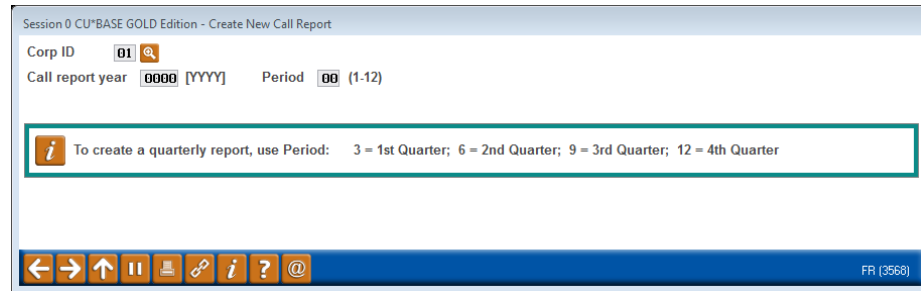 Session 0 CU*BASE GOLD Edition - Create New Call Report
Corp ID 01
Call report year 0000 [YYYY] Period 00 (1-12)
i To create a quarterly report, use Period: 3 = 1st Quarter; 6 = 2nd Quarter; 9 = 3rd Quarter; 12 = 4th Quarter
i ? @ FR (3568)